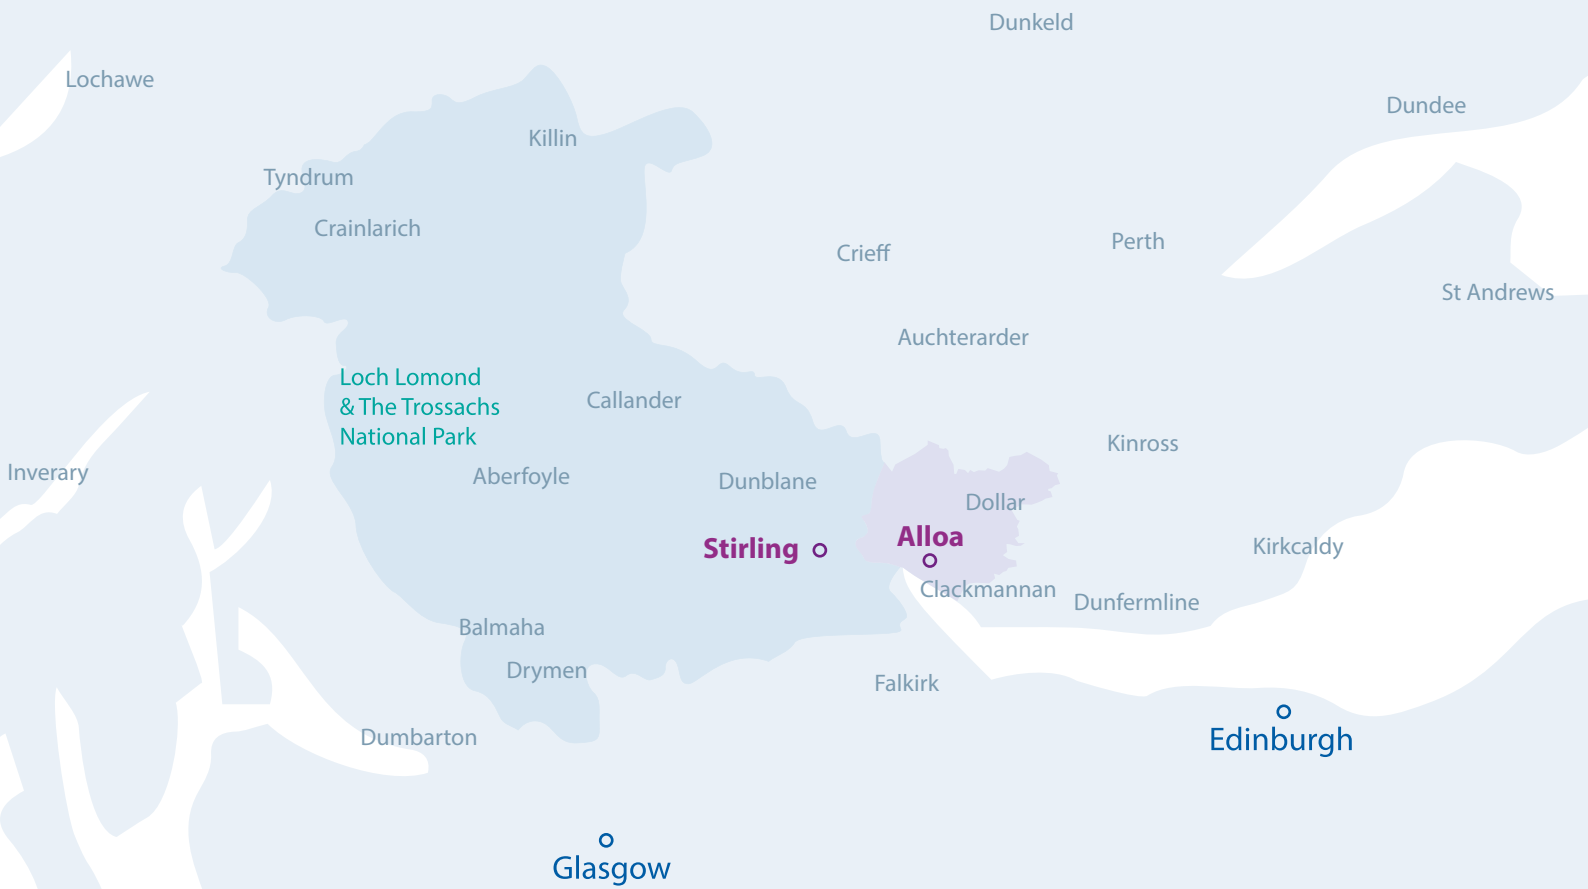 Dunkeld
Lochawe
Dundee
Killin
Tyndrum
Crainlarich
Perth
Crieff
St Andrews
Auchterarder
Loch Lomond
& The Trossachs
National Park
Callander
Kinross
Inverary
Aberfoyle
Dunblane
Dollar
Alloa
Stirling
Kirkcaldy
Clackmannan
Dunfermline
Balmaha
Drymen
Falkirk
Dumbarton
Edinburgh
Glasgow